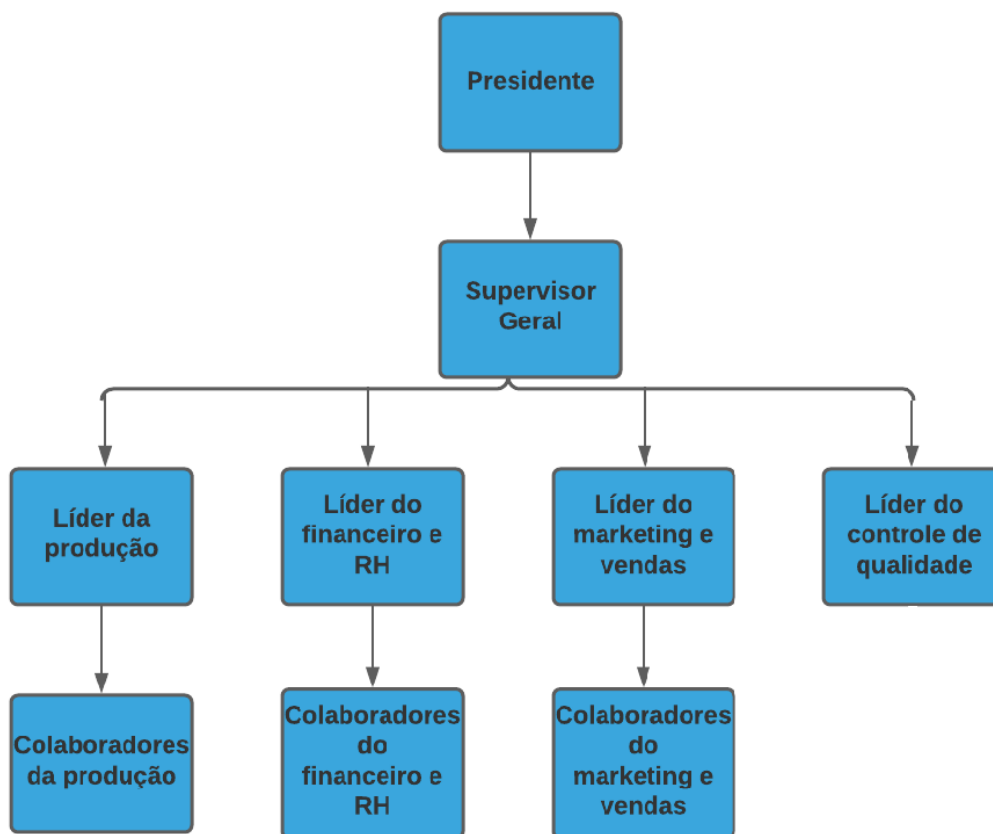 Presidente
Supervisor
Geral
Líder da
produção
Líder do
financeiro e
RH
Líder do
marketing e
vendas
Líder do
controle de
qualidade
Colaboradores
da produção
Colaboradores
do
financeiro e
RH
Colaboradores
do
marketing e
vendas